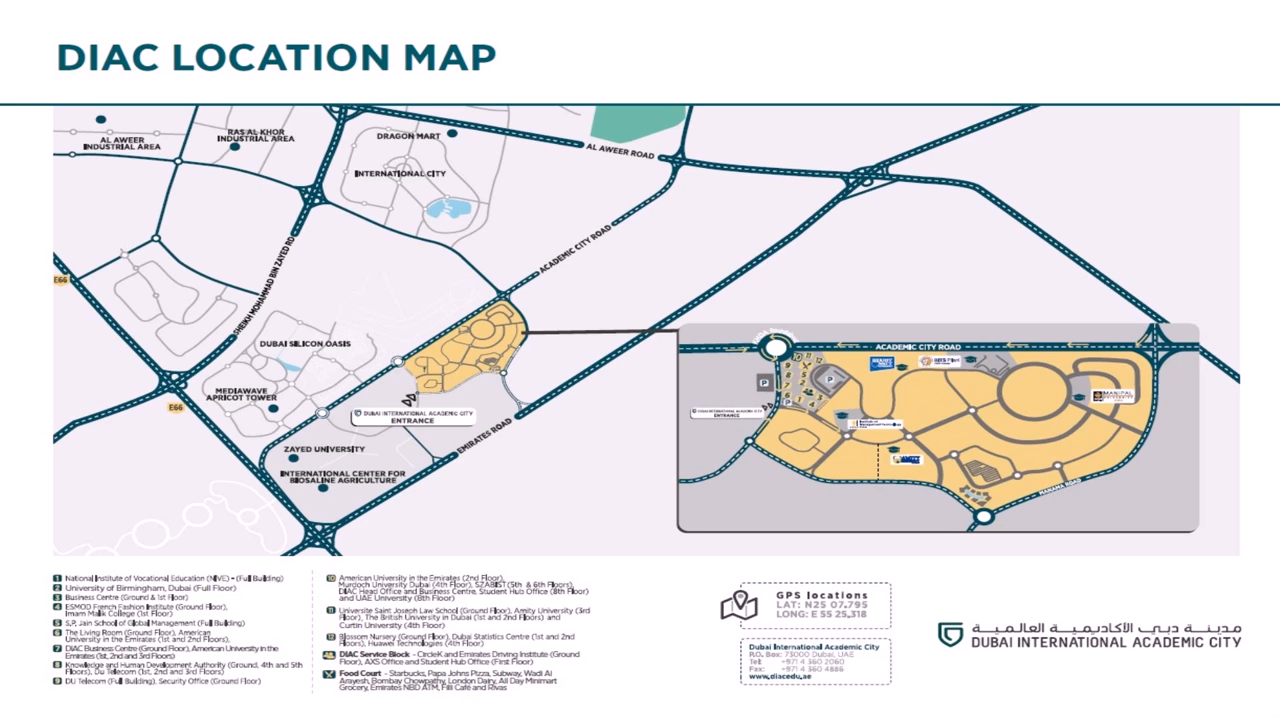 DIAC LOCATION MAP
AL AWEER
INDUSTRIAL AREA
RAS AL KHOR
INDUSTRIAL AREA
DRAGON MART
INTERNATIONAL CITY
AL AWEER ROAD
ACADEMIC CITY ROAD
SHEIKH MOHAMMAD BIN ZAYED RD
E66
DUBAI SILICON OASIS
MEDIAWAVE
APRICOT TOWER
E66
DUBAI INTERNATIONAL ACADEMIC CITY
ENTRANCE
EMIRATES ROAD
ZAYED UNIVERSITY
INTERNATIONAL CENTER FOR
BIOSALINE AGRICULTURE
ACADEMIC CITY ROAD
P
P
P
DUBAI INTERNATIONAL ACADEMIC CITY
ENTRANCE
MANIPAL
MANAMA ROAD
1 National Institute of Vocational Education (NIVE) - (Full Building)
2 University of Birmingham, Dubai (Full Floor)
3 Business Centre (Ground & 1st Floor)
4 ESMOD French Fashion Institute (Ground Floor),
Imam Malik College (1st Floor)
5 S.P. Jain School of Global Management (Full Building)
6 The Living Room (Ground Floor), American
University in the Emirates (1st and 2nd Floors),
7 DIAC Business Centre (Ground Floor), American University in the
Emirates (1st, 2nd and 3rd Floors)
8 Knowledge and Human Development Authority (Ground, 4th and 5th
Floors), Du Telecom (1st, 2nd and 3rd Floors)
9 DU Telecom (Full Building), Security Office (Ground Floor)
10 American University in the Emirates (2nd Floor),
Murdoch University Dubai (4th Floor), SZABIST (5th & 6th Floors),
DIAC Head Office and Business Centre, Student Hub Office (8th Floor)
and UAE University (8th Floor)
11 Universite Saint Joseph Law School (Ground Floor), Amity University (3rd
Floor), The British University in Dubai (1st and 2nd Floors) and
Curtin University (4th Floor)
12 Blossom Nursery (Ground Floor), Dubai Statistics Centre (1st and 2nd
Floors), Huawei Technologies (4th Floor)
DIAC Service Block - CircleK and Emirates Driving Institute (Ground
Floor), AXS Office and Student Hub Office (First Floor)
Food Court - Starbucks, Papa Johns Pizza, Subway, Wadi Al
Arayesh, Bombay Chowpathy, London Dairy, All Day Minimart
Grocery, Emirates NBD ATM, Filli Café and Rivas
GPS locations
LAT: N25 07.795
LONG: E 55 25.318
Dubai International Academic City
P.O. Box: 73000 Dubai, UAE
Tel: +971 4 360 2060
Fax: +971 4 360 4886
www.diacedu.ae
مدينة دبي الأكاديمية العالمية
DUBAI INTERNATIONAL ACADEMIC CITY